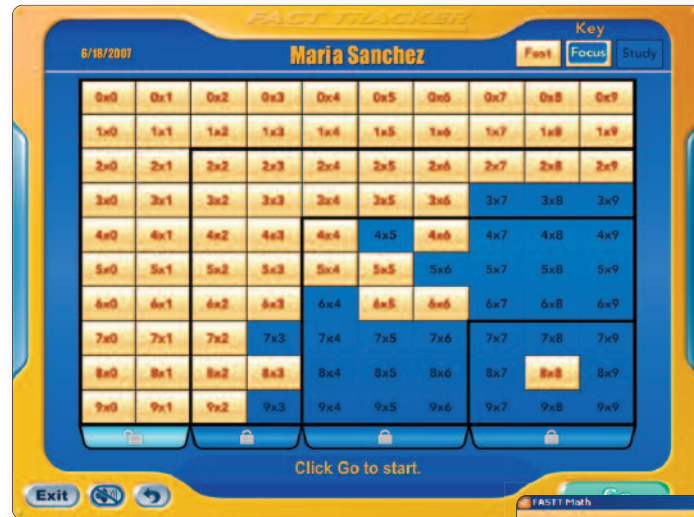 FACT TRACKER
Key
6/18/2007 Maria Sanchez Fast Focus Study
0x0 0x1 0x2 0x3 0x4 0x5 0x6 0x7 0x8 0x9
1x0 1x1 1x2 1x3 1x4 1x5 1x6 1x7 1x8 1x9
2x0 2x1 2x2 2x3 2x4 2x5 2x6 2x7 2x8 2x9
3x0 3x1 3x2 3x3 3x4 3x5 3x6 3x7 3x8 3x9
4x0 4x1 4x2 4x3 4x4 4x5 4x6 4x7 4x8 4x9
5x0 5x1 5x2 5x3 5x4 5x5 5x6 5x7 5x8 5x9
6x0 6x1 6x2 6x3 6x4 6x5 6x6 6x7 6x8 6x9
7x0 7x1 7x2 7x3 7x4 7x5 7x6 7x7 7x8 7x9
8x0 8x1 8x2 8x3 8x4 8x5 8x6 8x7 8x8 8x9
9x0 9x1 9x2 9x3 9x4 9x5 9x6 9x7 9x8 9x9
Click Go to start.
Exit
FASTT Math